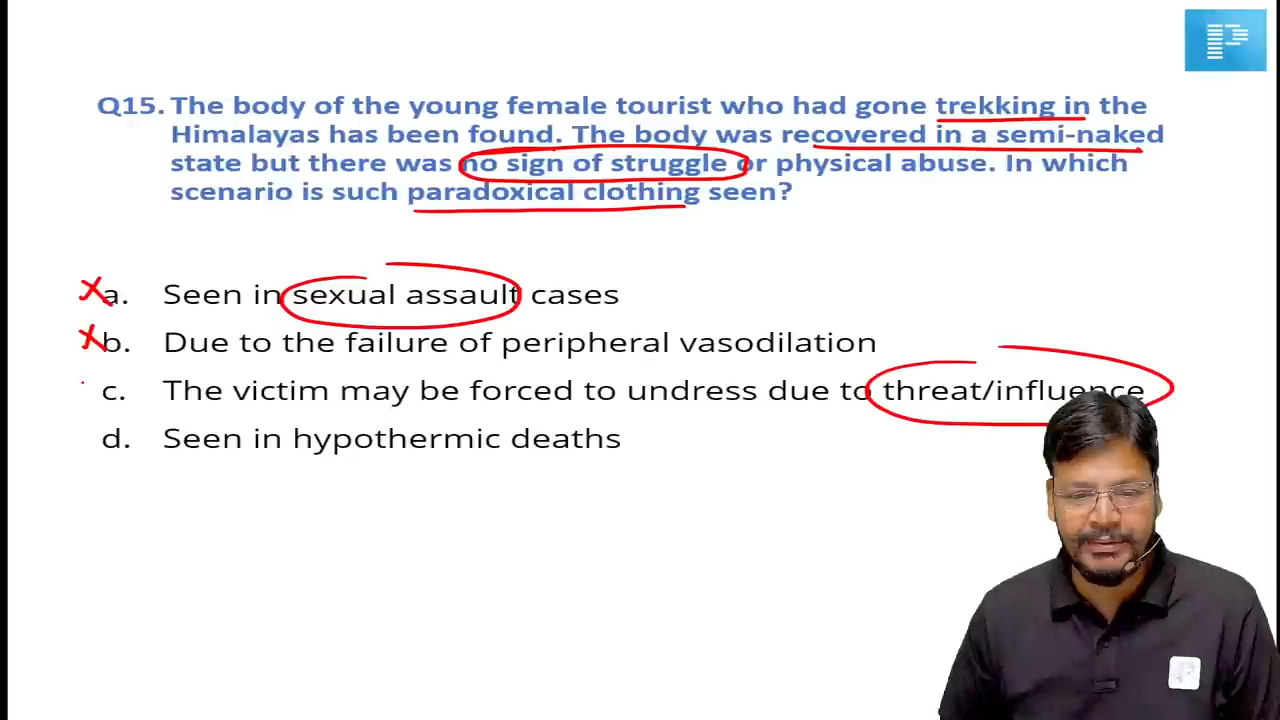 Q15. The body of the young female tourist who had gone trekking in the
Himalayas has been found. The body was recovered in a semi-naked
state but there was no sign of struggle or physical abuse. In which
scenario is such paradoxical clothing seen?
a. Seen in sexual assault cases
b. Due to the failure of peripheral vasodilation
c. The victim may be forced to undress due to threat/influence
d. Seen in hypothermic deaths